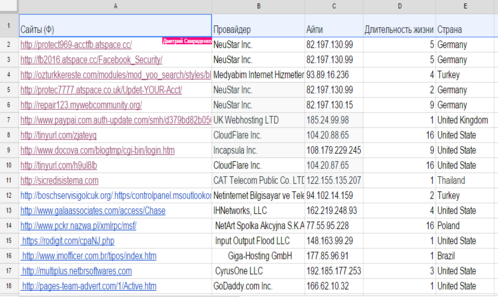 A B C D E
1 Сайты (Ф) Провайдер Айпи Длительность жизни Страна
2 http://protect969-acctfb.atspace.cc/ NeuStar Inc. 82.197.130.99 5 Germany
3 http://fb2016.atspace.cc/Facebook_Security/ NeuStar Inc. 82.197.130.99 5 Germany
4 http://ozturkkereste.com/modules/mod_yoo_search/styles/bl Medyabim Internet Hizmetler 93.89.16.236 4 Turkey
5 http://protec7777.atspace.co.uk/Updet-YOUR-Acct/ NeuStar Inc. 82.197.130.99 2 Germany
6 http://repair123.mywebcommunity.org/ NeuStar Inc. 82.197.130.15 9 Germany
7 http://www.paypal.com.auth-update.com/smh/d379bd82b05 UK Webhosting LTD 185.24.99.98 1 United Kingdom
8 http://tinyurl.com/zjateyq CloudFlare Inc. 104.20.88.65 16 United State
9 http://www.docova.com/blogtmp/cgi-bin/login.htm Incapsula Inc. 108.179.229.245 9 United State
10 http://tinyurl.com/h9ul8lb CloudFlare Inc. 104.20.87.65 16 United State
11 http://sicredisistema.com CAT Telecom Public Co. LTD 122.155.135.207 1 Thailand
12 http://boschservisigolcuk.org/.https/controlpanel.msoutlookon Netinternet Bilgisayar ve Tele 94.102.14.159 2 Turkey
13 http://www.galaassociates.com/access/Chase IHNetworks, LLC 162.219.248.93 4 United State
14 http://www.pckr.nazwa.pl/xmlrpc/msf/ NetArt Spolka Akcyjna S.K.A 77.55.95.228 16 Poland
15 https://rodigit.com/cpaNJ.php Input Output Flood LLC 148.163.99.29 1 United State
16 http://www.imofficer.com.br/tipos/index.htm Giga-Hosting GmbH 177.85.96.91 1 Brazil
17 http://multiplus.netbrsoftwares.com CyrusOne LLC 192.185.177.253 3 United State
18 http://pages-team-advert.com/1/Active.htm GoDaddy.com Inc. 166.62.10.32 1 United State